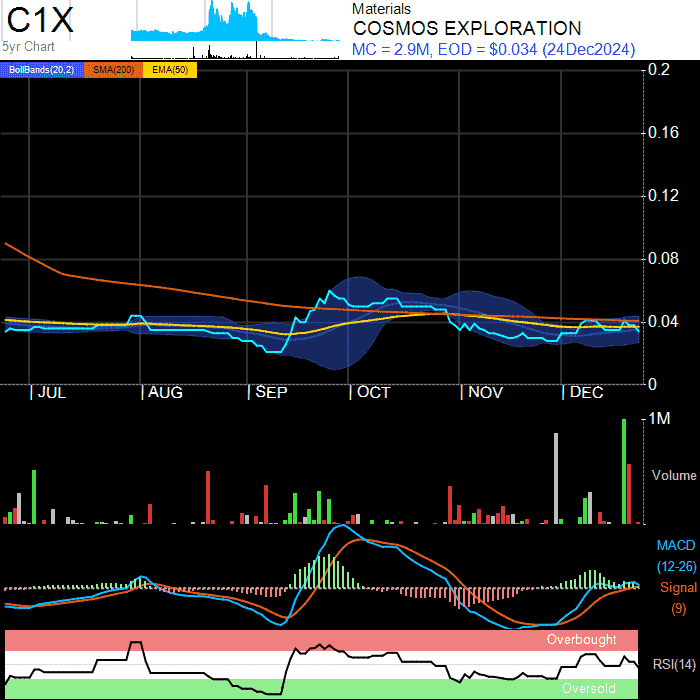 C1X
5yr Chart
Materials
COSMOS EXPLORATION
MC = 2.9M, EOD = $0.034 (24Dec2024)
BollBands(20,2) SMA(200) EMA(50)
0.2
0.16
0.12
0.08
0.04
0
JUL AUG SEP OCT NOV DEC
1M
Volume
MACD
(12-26)
Signal
(9)
Overbought
RSI(14)
Oversold